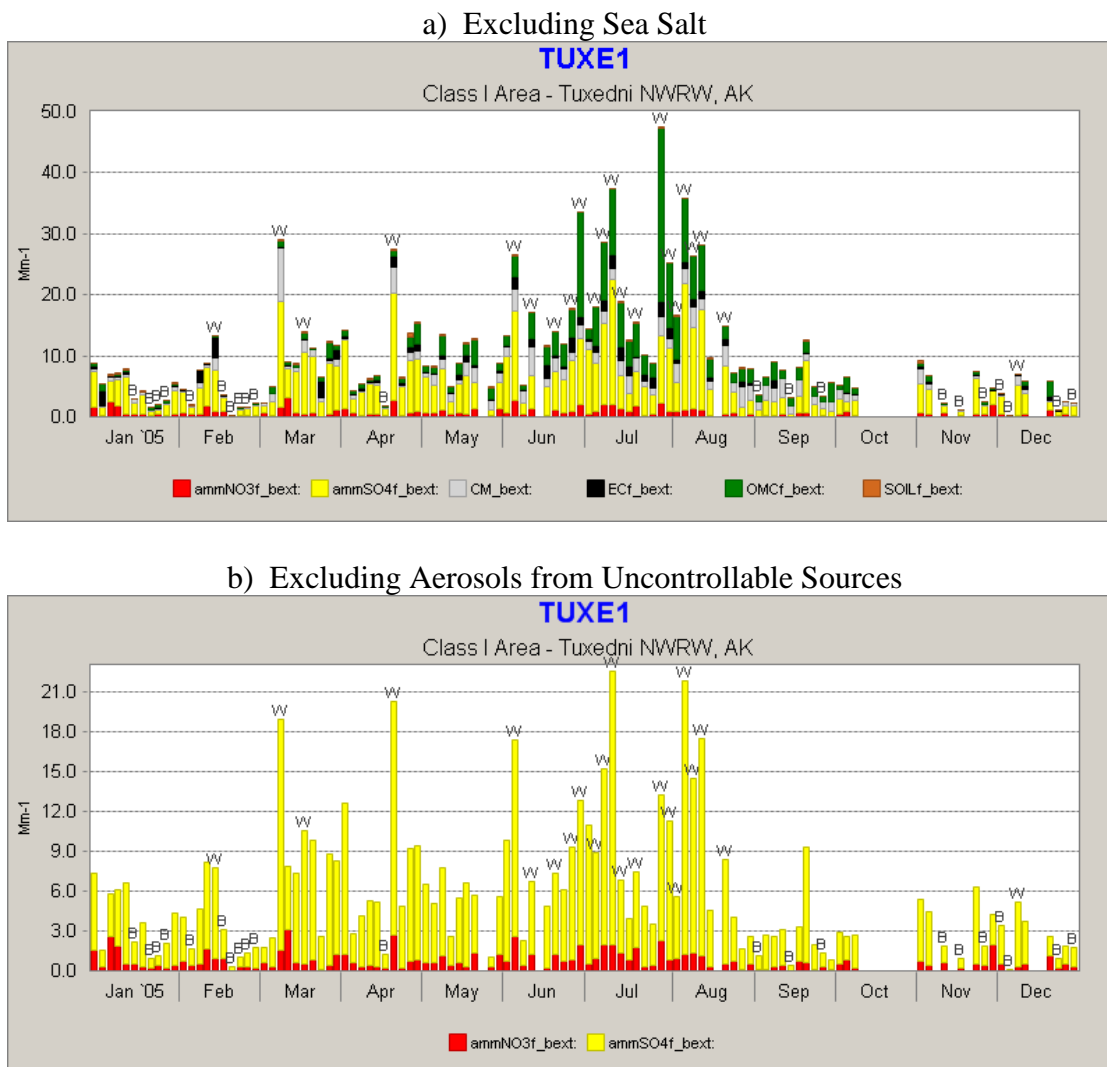 a) Excluding Sea Salt
TUXE1
Class I Area - Tuxedni NWRW, AK
50.0
40.0
30.0
20.0
10.0
0.0
Mm-1
W W W W W W W W W W W W W W W W W W W W W W
B B B B B B B B B B B B B B B B B B B B B
Jan `05 Feb Mar Apr May Jun Jul Aug Sep Oct Nov Dec
ammNO3f_bext: ammSO4f_bext: CM_bext: ECf_bext: OMCf_bext: SOILf_bext:
b) Excluding Aerosols from Uncontrollable Sources
TUXE1
Class I Area - Tuxedni NWRW, AK
21.0
18.0
15.0
12.0
9.0
6.0
3.0
0.0
Mm-1
W W W W W W W W W W W W W W W W W W W W W W
B B B B B B B B B B B B B B B B B B B B B
Jan `05 Feb Mar Apr May Jun Jul Aug Sep Oct Nov Dec
ammNO3f_bext: ammSO4f_bext: